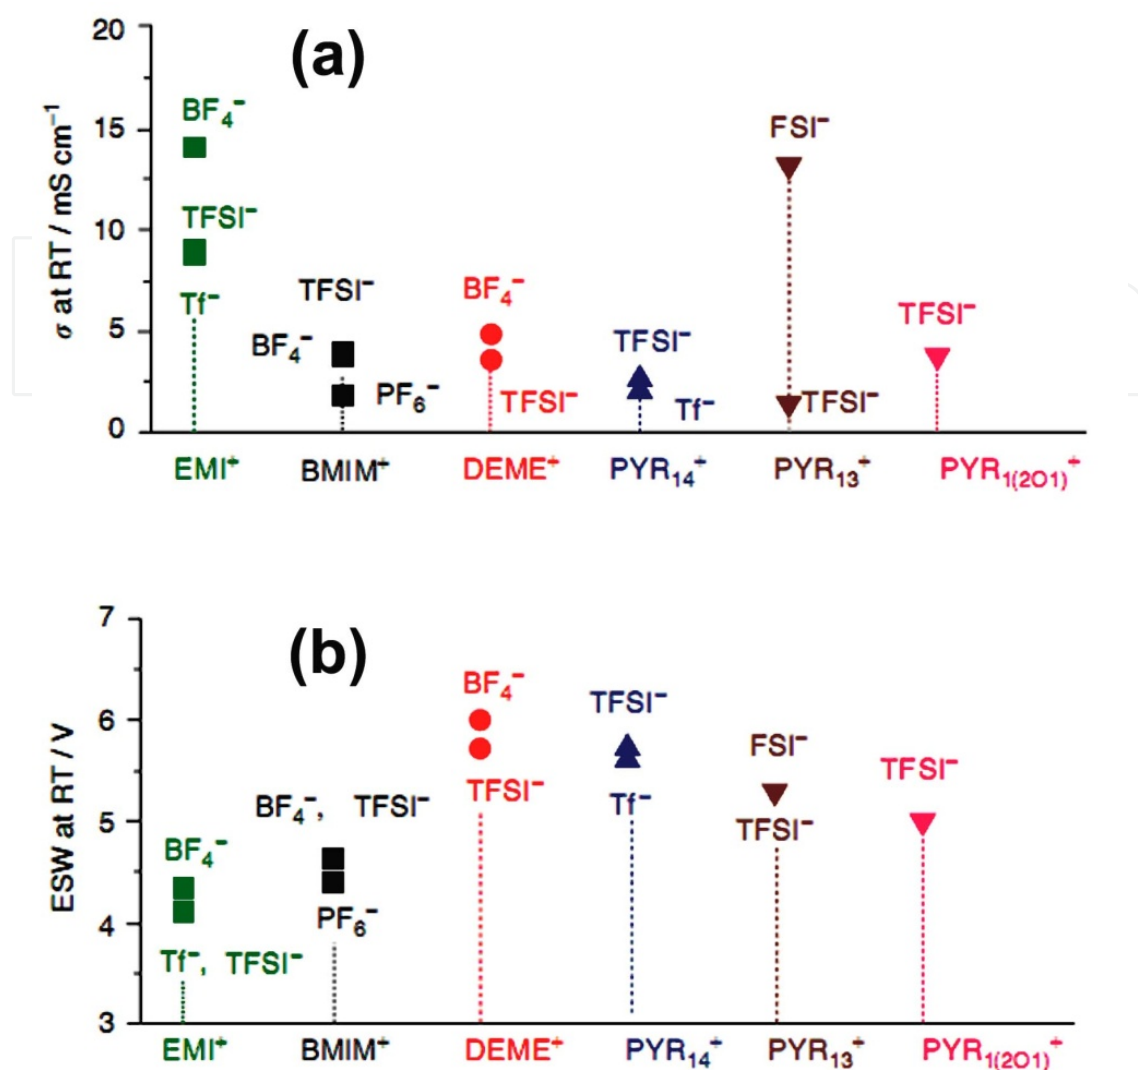 (a)
σ at RT / mS cm⁻¹
20
15
10
5
0
BF₄⁻
TFSI⁻
Tf⁻
TFSI⁻
BF₄⁻
PF₆⁻
BF₄⁻
TFSI⁻
TFSI⁻
Tf⁻
FSI⁻
TFSI⁻
TFSI⁻
EMI⁺ BMIM⁺ DEME⁺ PYR₁₄⁺ PYR₁₃⁺ PYR₁₍₂O₁₎⁺
(b)
ESW at RT / V
7
6
5
4
3
BF₄⁻
Tf⁻, TFSI⁻
BF₄⁻, TFSI⁻
PF₆⁻
BF₄⁻
TFSI⁻
TFSI⁻
Tf⁻
FSI⁻
TFSI⁻
TFSI⁻
EMI⁺ BMIM⁺ DEME⁺ PYR₁₄⁺ PYR₁₃⁺ PYR₁₍₂O₁₎⁺